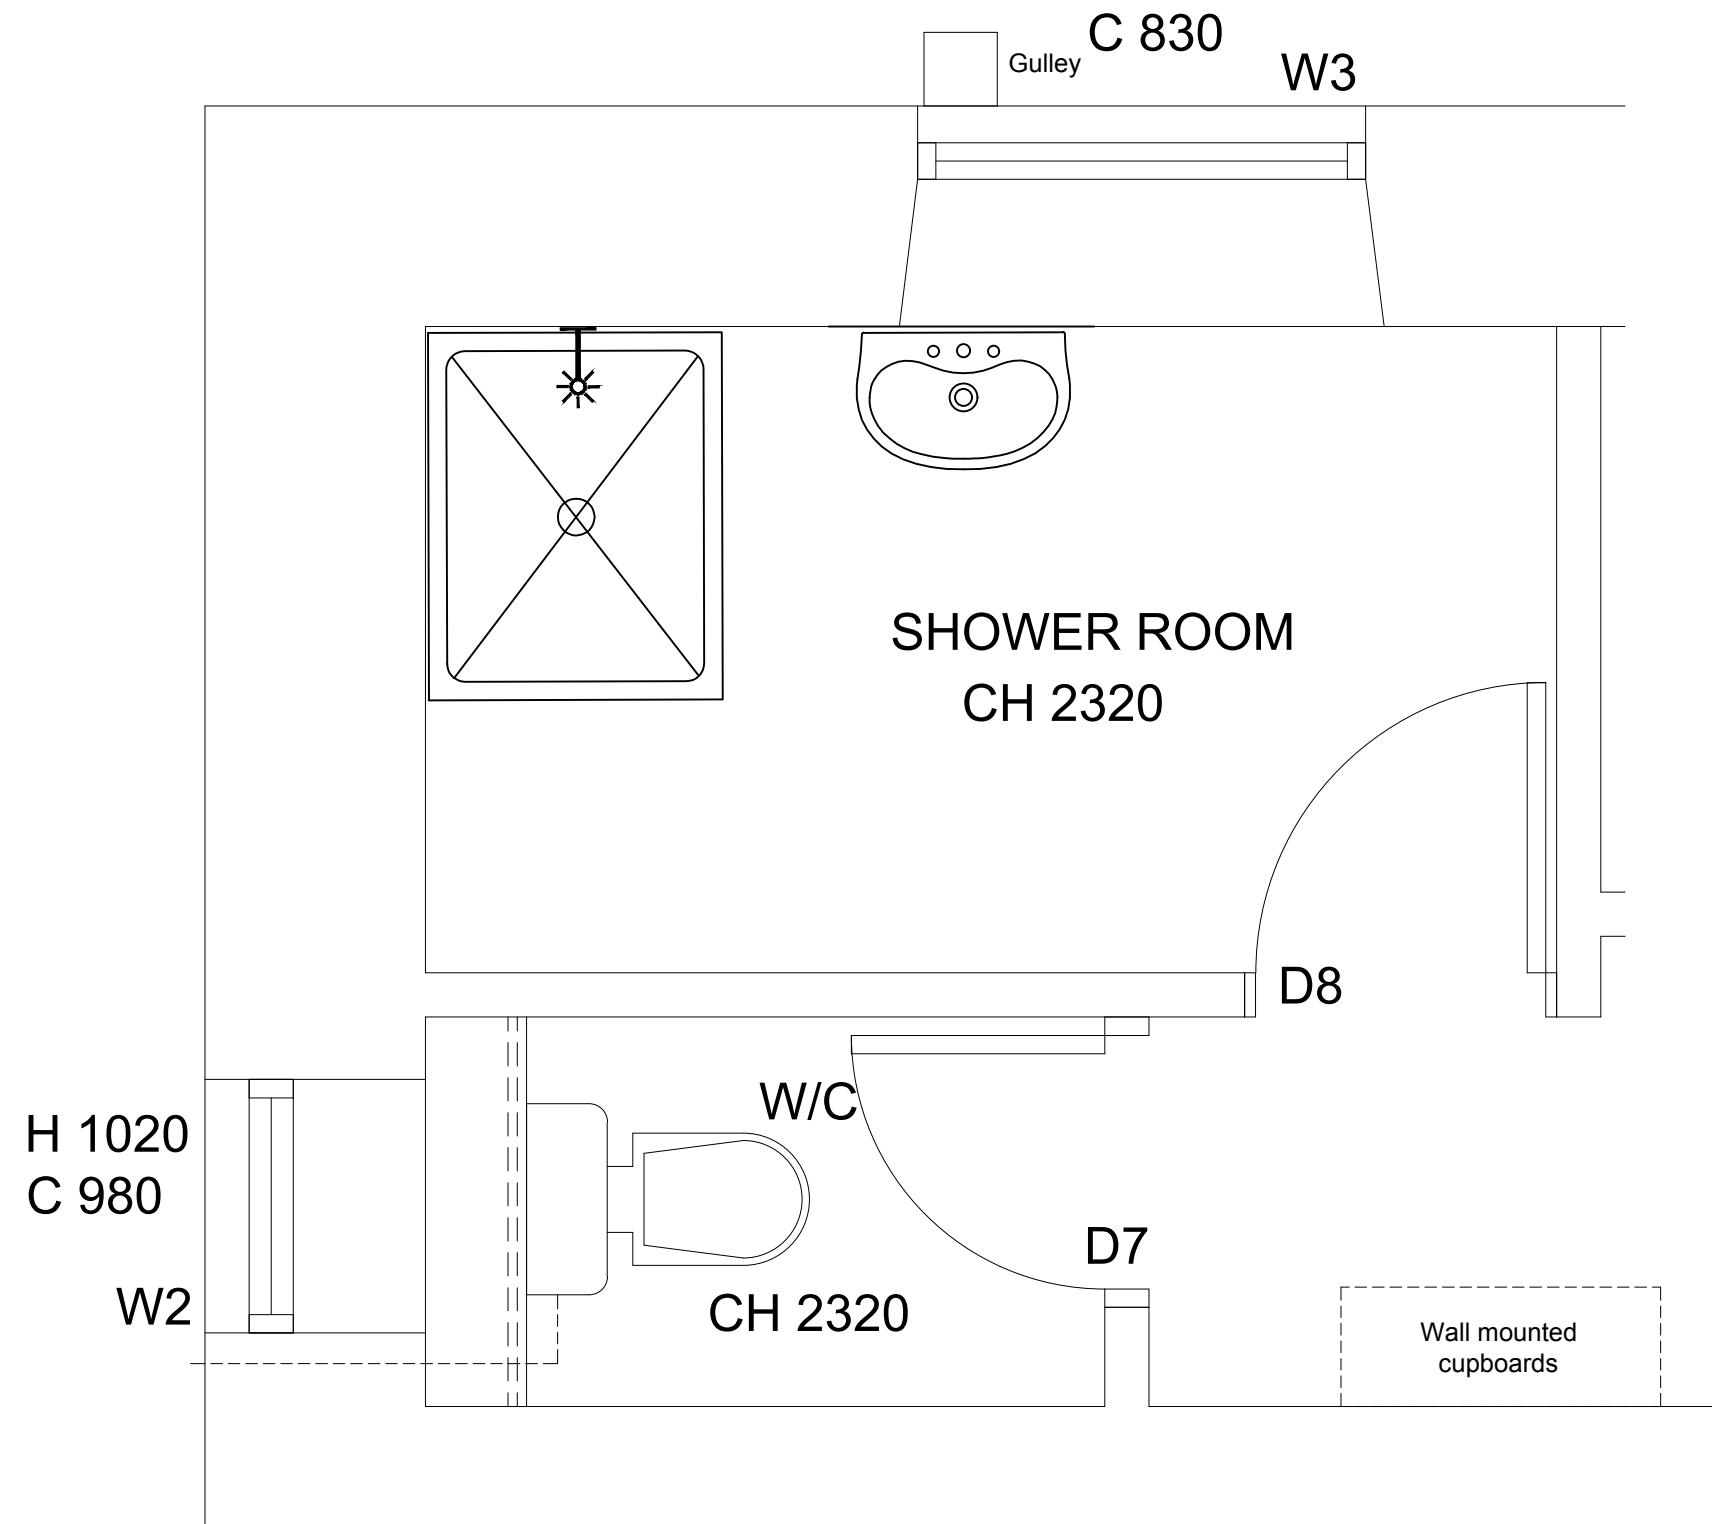 C 830
Gulley
W3
SHOWER ROOM
CH 2320
D8
W/C
H 1020
C 980
D7
W2
CH 2320
Wall mounted
cupboards